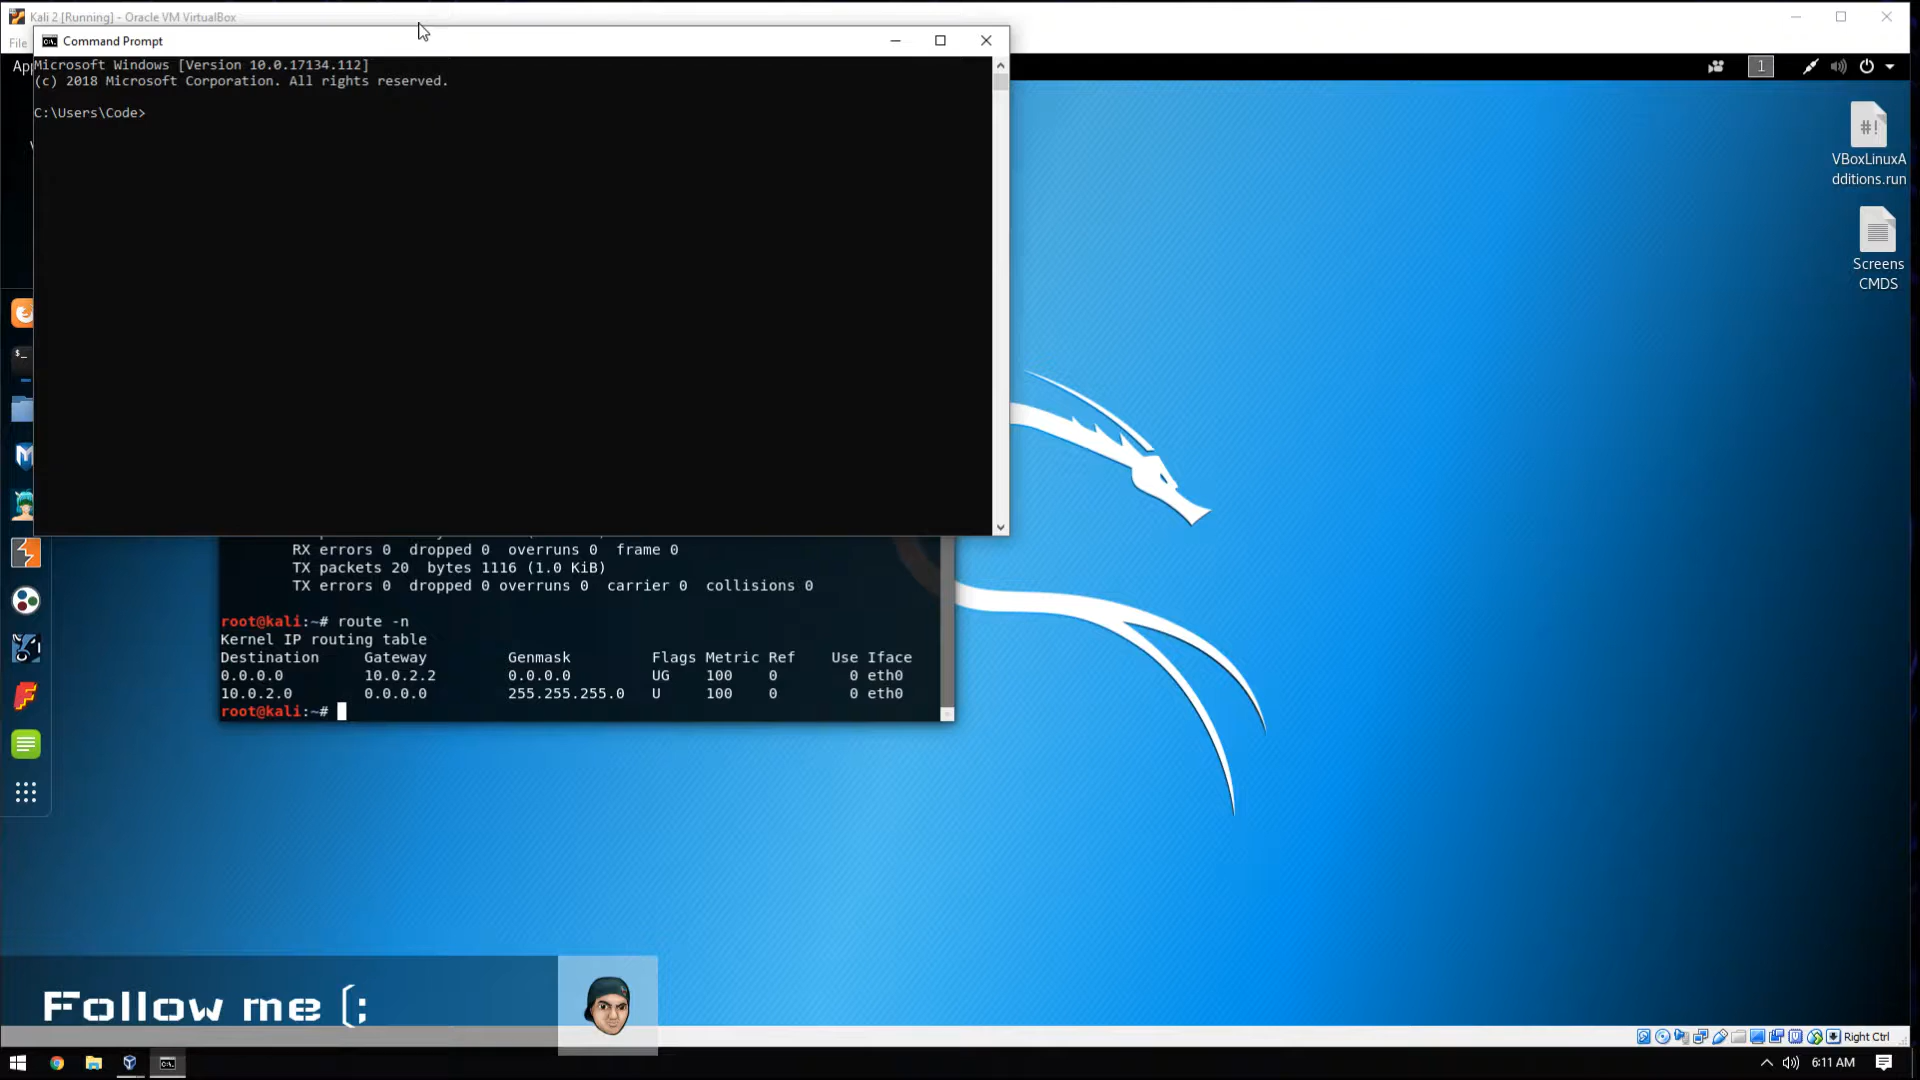 Kali 2 [Running] - Oracle VM VirtualBox
File
Command Prompt
App
Microsoft Windows [Version 10.0.17134.112]
(c) 2018 Microsoft Corporation. All rights reserved.
C:\Users\Code>
1
#!
VBoxLinuxA
dditions.run
Screens
CMDS
$_
RX errors 0 dropped 0 overruns 0 frame 0
TX packets 20 bytes 1116 (1.0 KiB)
TX errors 0 dropped 0 overruns 0 carrier 0 collisions 0
root@kali:~# route -n
Kernel IP routing table
Destination Gateway Genmask Flags Metric Ref Use Iface
0.0.0.0 10.0.2.2 0.0.0.0 UG 100 0 0 eth0
10.0.2.0 0.0.0.0 255.255.255.0 U 100 0 0 eth0
root@kali:~#
Follow me (;
Right Ctrl
6:11 AM